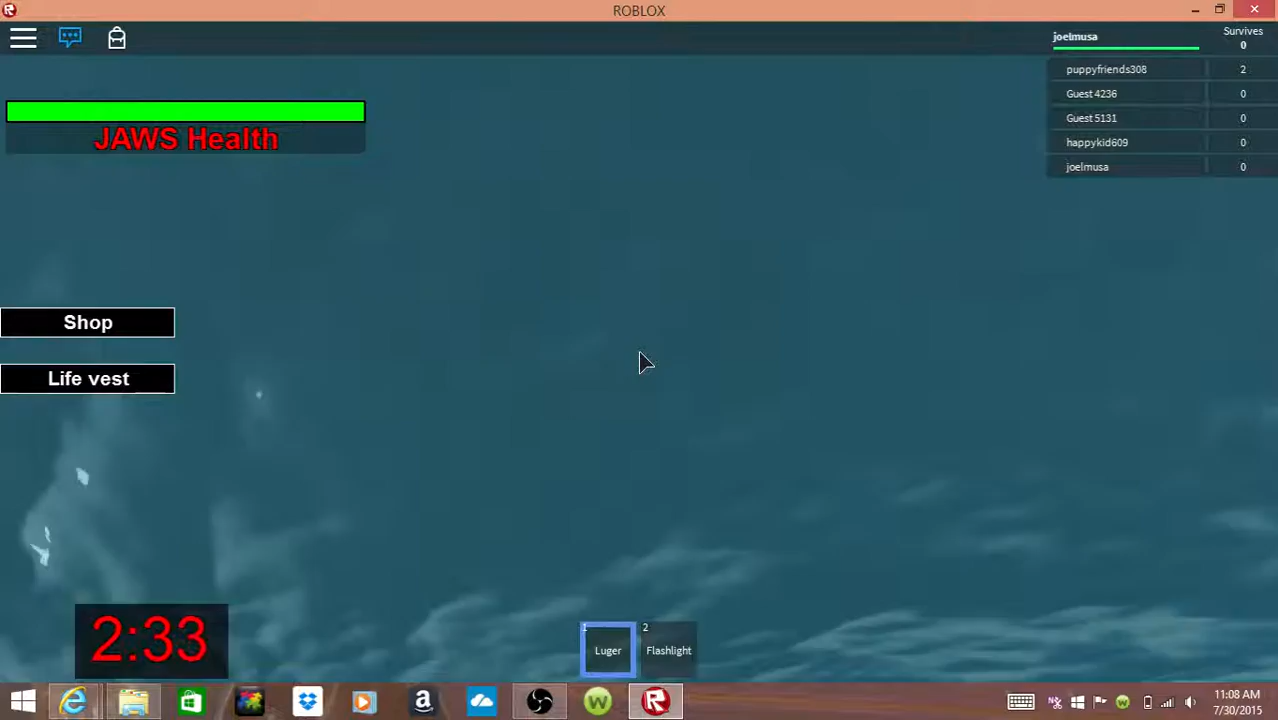 ROBLOX
joelmusa
Survives
0
puppyfriends308 2
Guest 4236 0
Guest 5131 0
happykid609 0
joelmusa 0
JAWS Health
Shop
Life vest
2:33
1
Luger
2
Flashlight
11:08 AM
7/30/2015